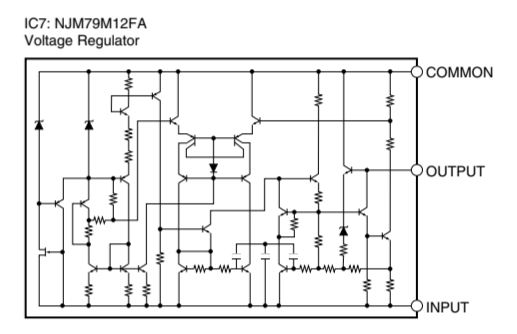 IC7: NJM79M12FA
Voltage Regulator
COMMON
OUTPUT
INPUT